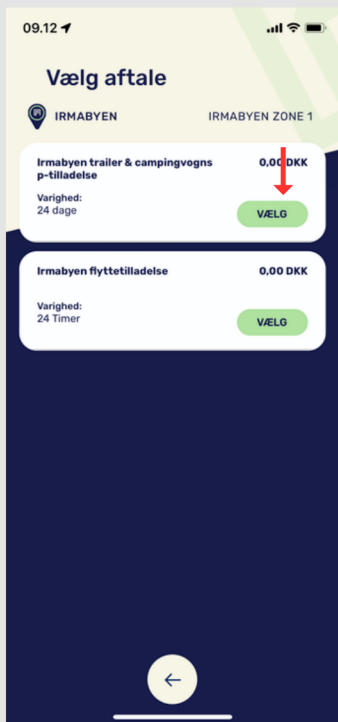 09.12
Vælg aftale
IRMABYEN IRMABYEN ZONE 1
Irmabyen trailer & campingvogns 0,00 DKK
p-tilladelse
Varighed:
24 dage
VÆLG
Irmabyen flyttetilladelse 0,00 DKK
Varighed:
24 Timer
VÆLG